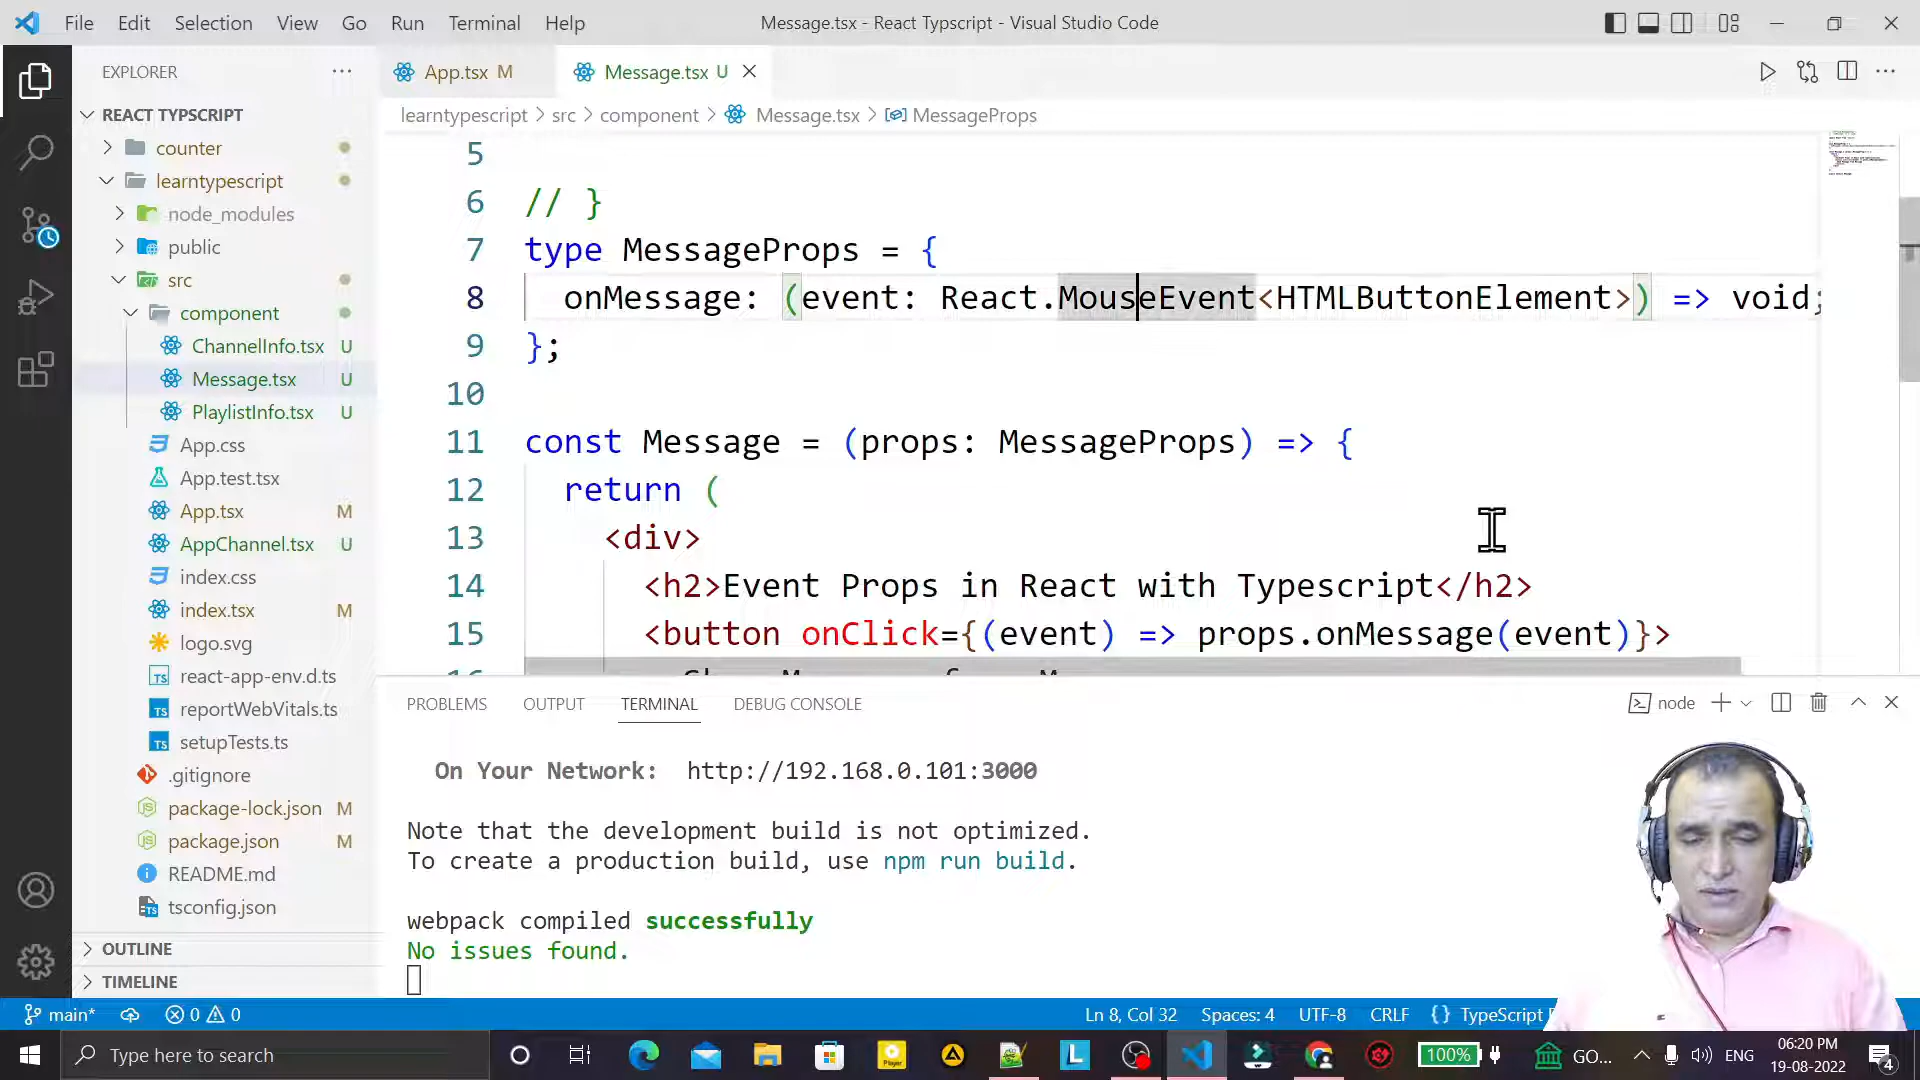 File Edit Selection View Go Run Terminal Help
Message.tsx - React Typscript - Visual Studio Code
EXPLORER
REACT TYPSCRIPT
counter
learntypescript
node_modules
public
src
component
ChannelInfo.tsx U
Message.tsx U
PlaylistInfo.tsx U
App.css
App.test.tsx
App.tsx M
AppChannel.tsx U
index.css
index.tsx M
logo.svg
react-app-env.d.ts
reportWebVitals.ts
setupTests.ts
.gitignore
package-lock.json M
package.json M
README.md
tsconfig.json
OUTLINE
TIMELINE
App.tsx M
Message.tsx U
learntypescript > src > component > Message.tsx > MessageProps
5
6 // }
7 type MessageProps = {
8 onMessage: (event: React.MouseEvent<HTMLButtonElement>) => void;
9 };
10
11 const Message = (props: MessageProps) => {
12 return (
13 <div>
14 <h2>Event Props in React with Typescript</h2>
15 <button onClick={(event) => props.onMessage(event)}>
PROBLEMS OUTPUT TERMINAL DEBUG CONSOLE
node
On Your Network: http://192.168.0.101:3000
Note that the development build is not optimized.
To create a production build, use npm run build.
webpack compiled successfully
No issues found.
main* 0 0
Ln 8, Col 32 Spaces: 4 UTF-8 CRLF {} TypeScript
Type here to search
100%
GO...
ENG
06:20 PM
19-08-2022
4